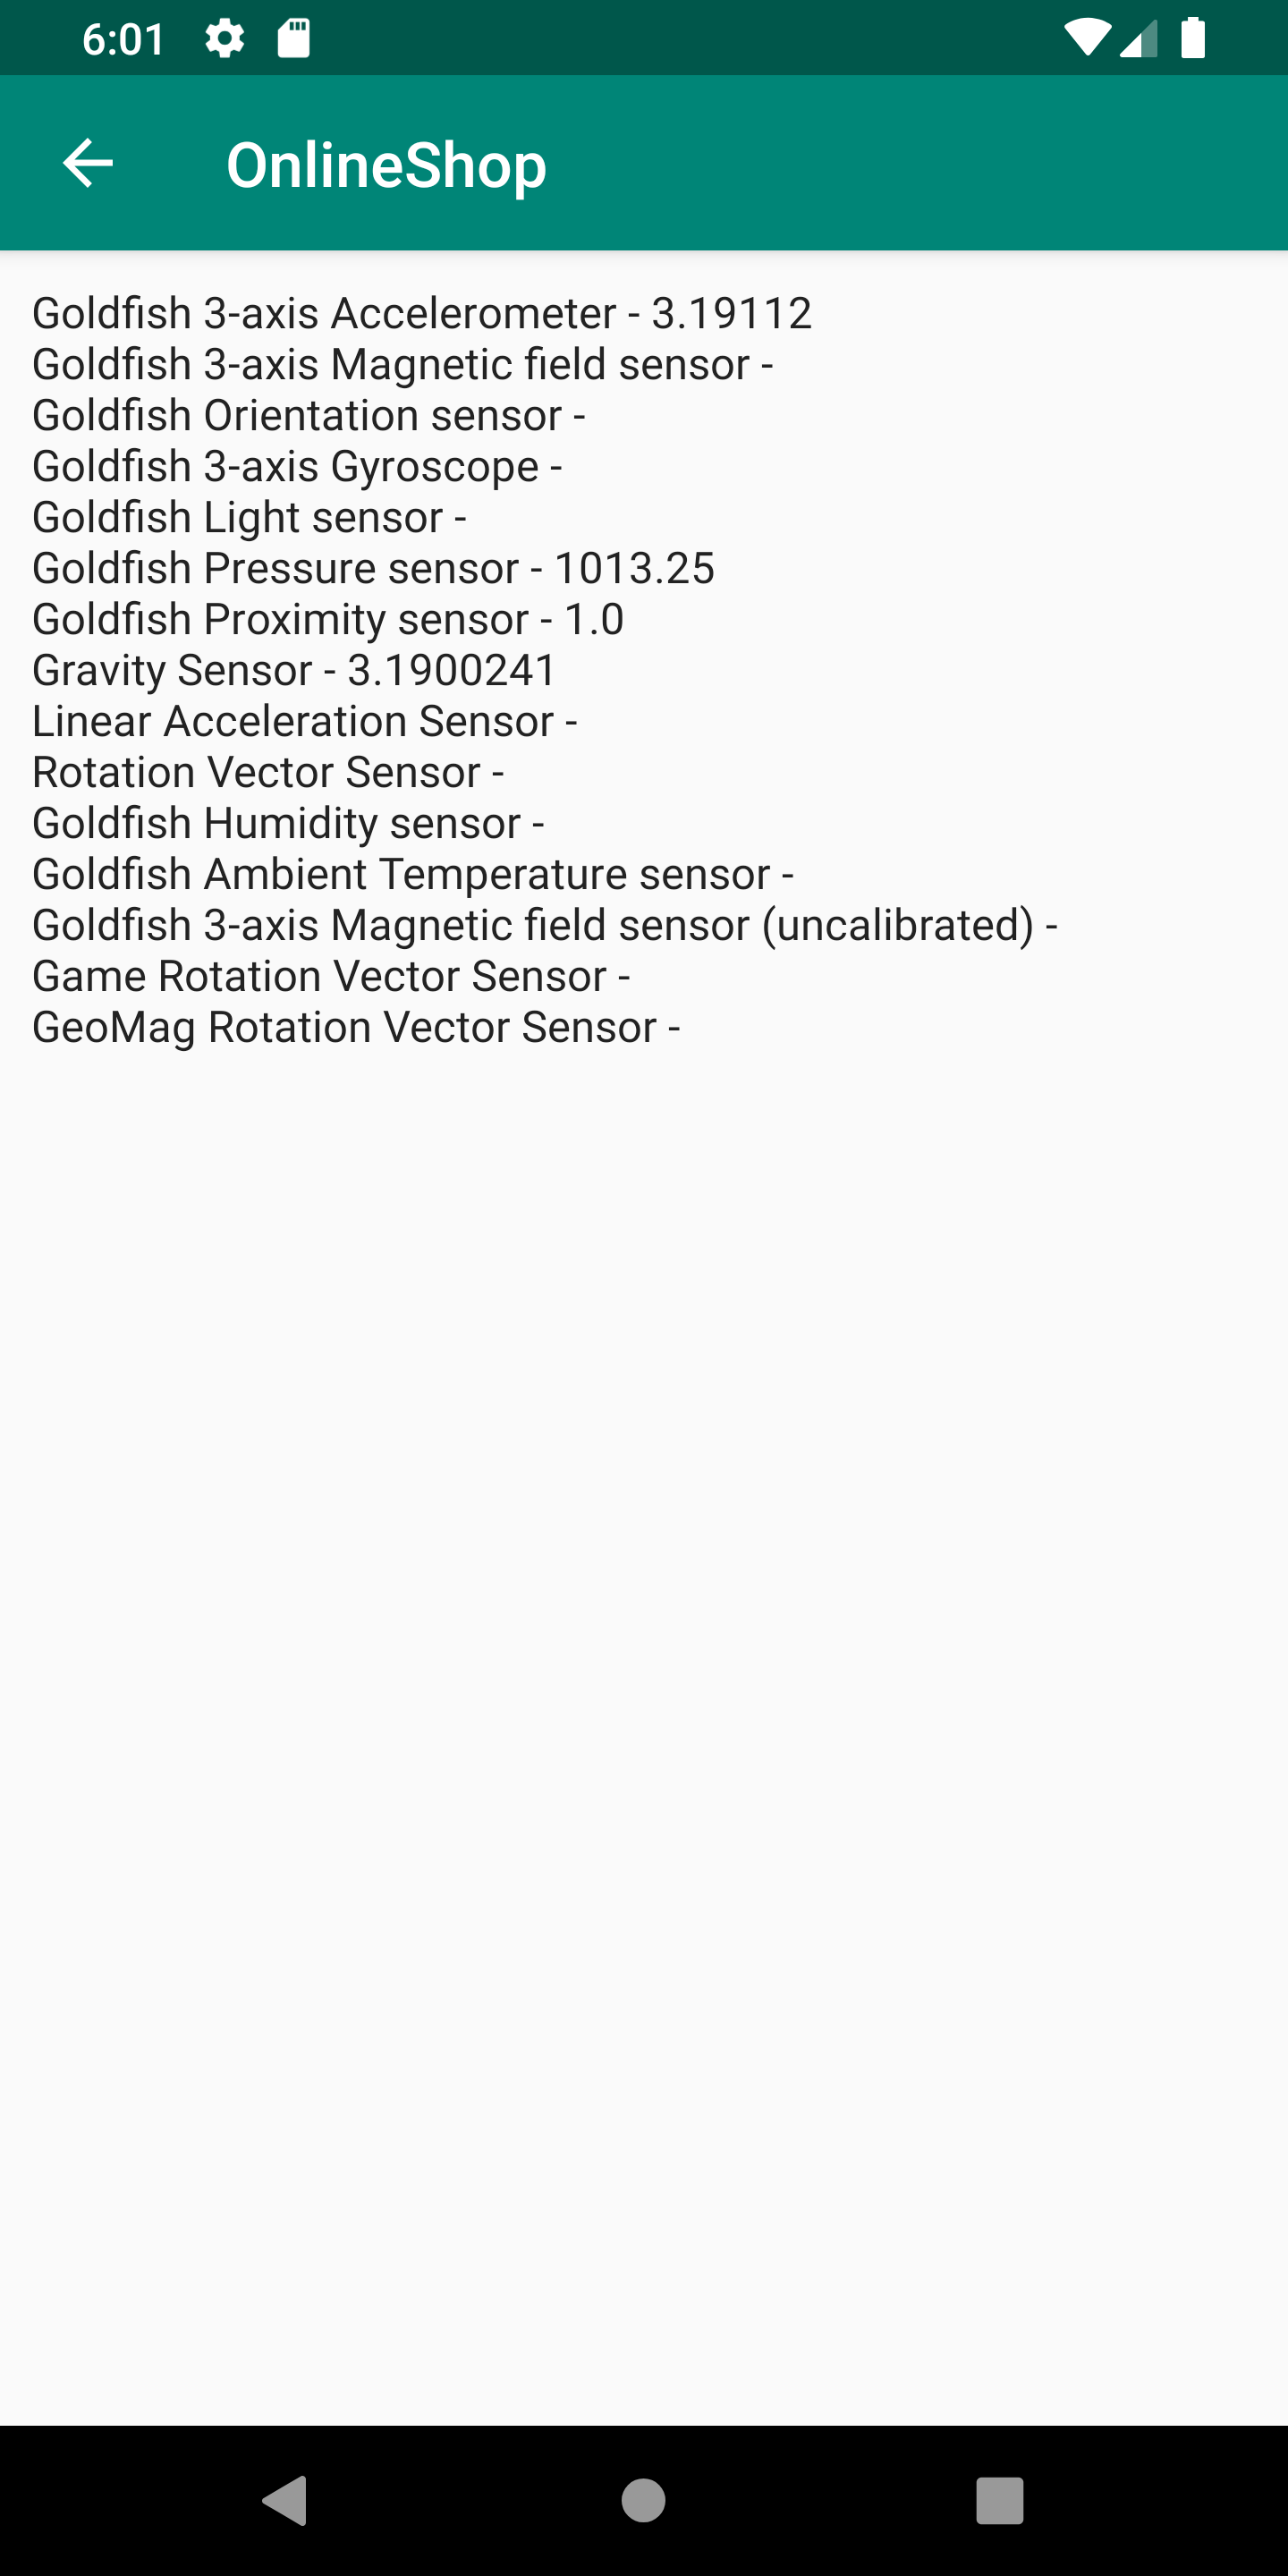 6:01
OnlineShop
Goldfish 3-axis Accelerometer - 3.19112
Goldfish 3-axis Magnetic field sensor -
Goldfish Orientation sensor -
Goldfish 3-axis Gyroscope -
Goldfish Light sensor -
Goldfish Pressure sensor - 1013.25
Goldfish Proximity sensor - 1.0
Gravity Sensor - 3.1900241
Linear Acceleration Sensor -
Rotation Vector Sensor -
Goldfish Humidity sensor -
Goldfish Ambient Temperature sensor -
Goldfish 3-axis Magnetic field sensor (uncalibrated) -
Game Rotation Vector Sensor -
GeoMag Rotation Vector Sensor -